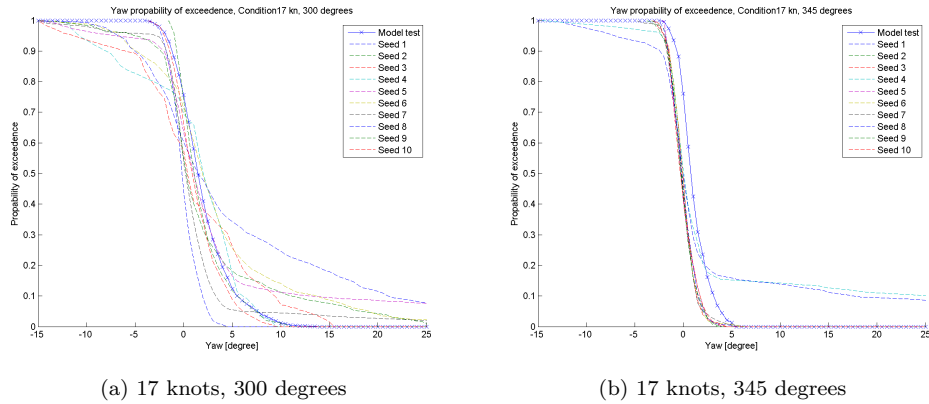 Yaw propability of exceedence, Condition17 kn, 300 degrees
1
0.9
0.8
0.7
0.6
0.5
0.4
0.3
0.2
0.1
0
Propability of exceedence
-15
-10
-5
0
5
10
15
20
25
Yaw [degree]
Model test
Seed 1
Seed 2
Seed 3
Seed 4
Seed 5
Seed 6
Seed 7
Seed 8
Seed 9
Seed 10
(a) 17 knots, 300 degrees
Yaw propability of exceedence, Condition17 kn, 345 degrees
1
0.9
0.8
0.7
0.6
0.5
0.4
0.3
0.2
0.1
0
Propability of exceedence
-15
-10
-5
0
5
10
15
20
25
Yaw [degree]
Model test
Seed 1
Seed 2
Seed 3
Seed 4
Seed 5
Seed 6
Seed 7
Seed 8
Seed 9
Seed 10
(b) 17 knots, 345 degrees